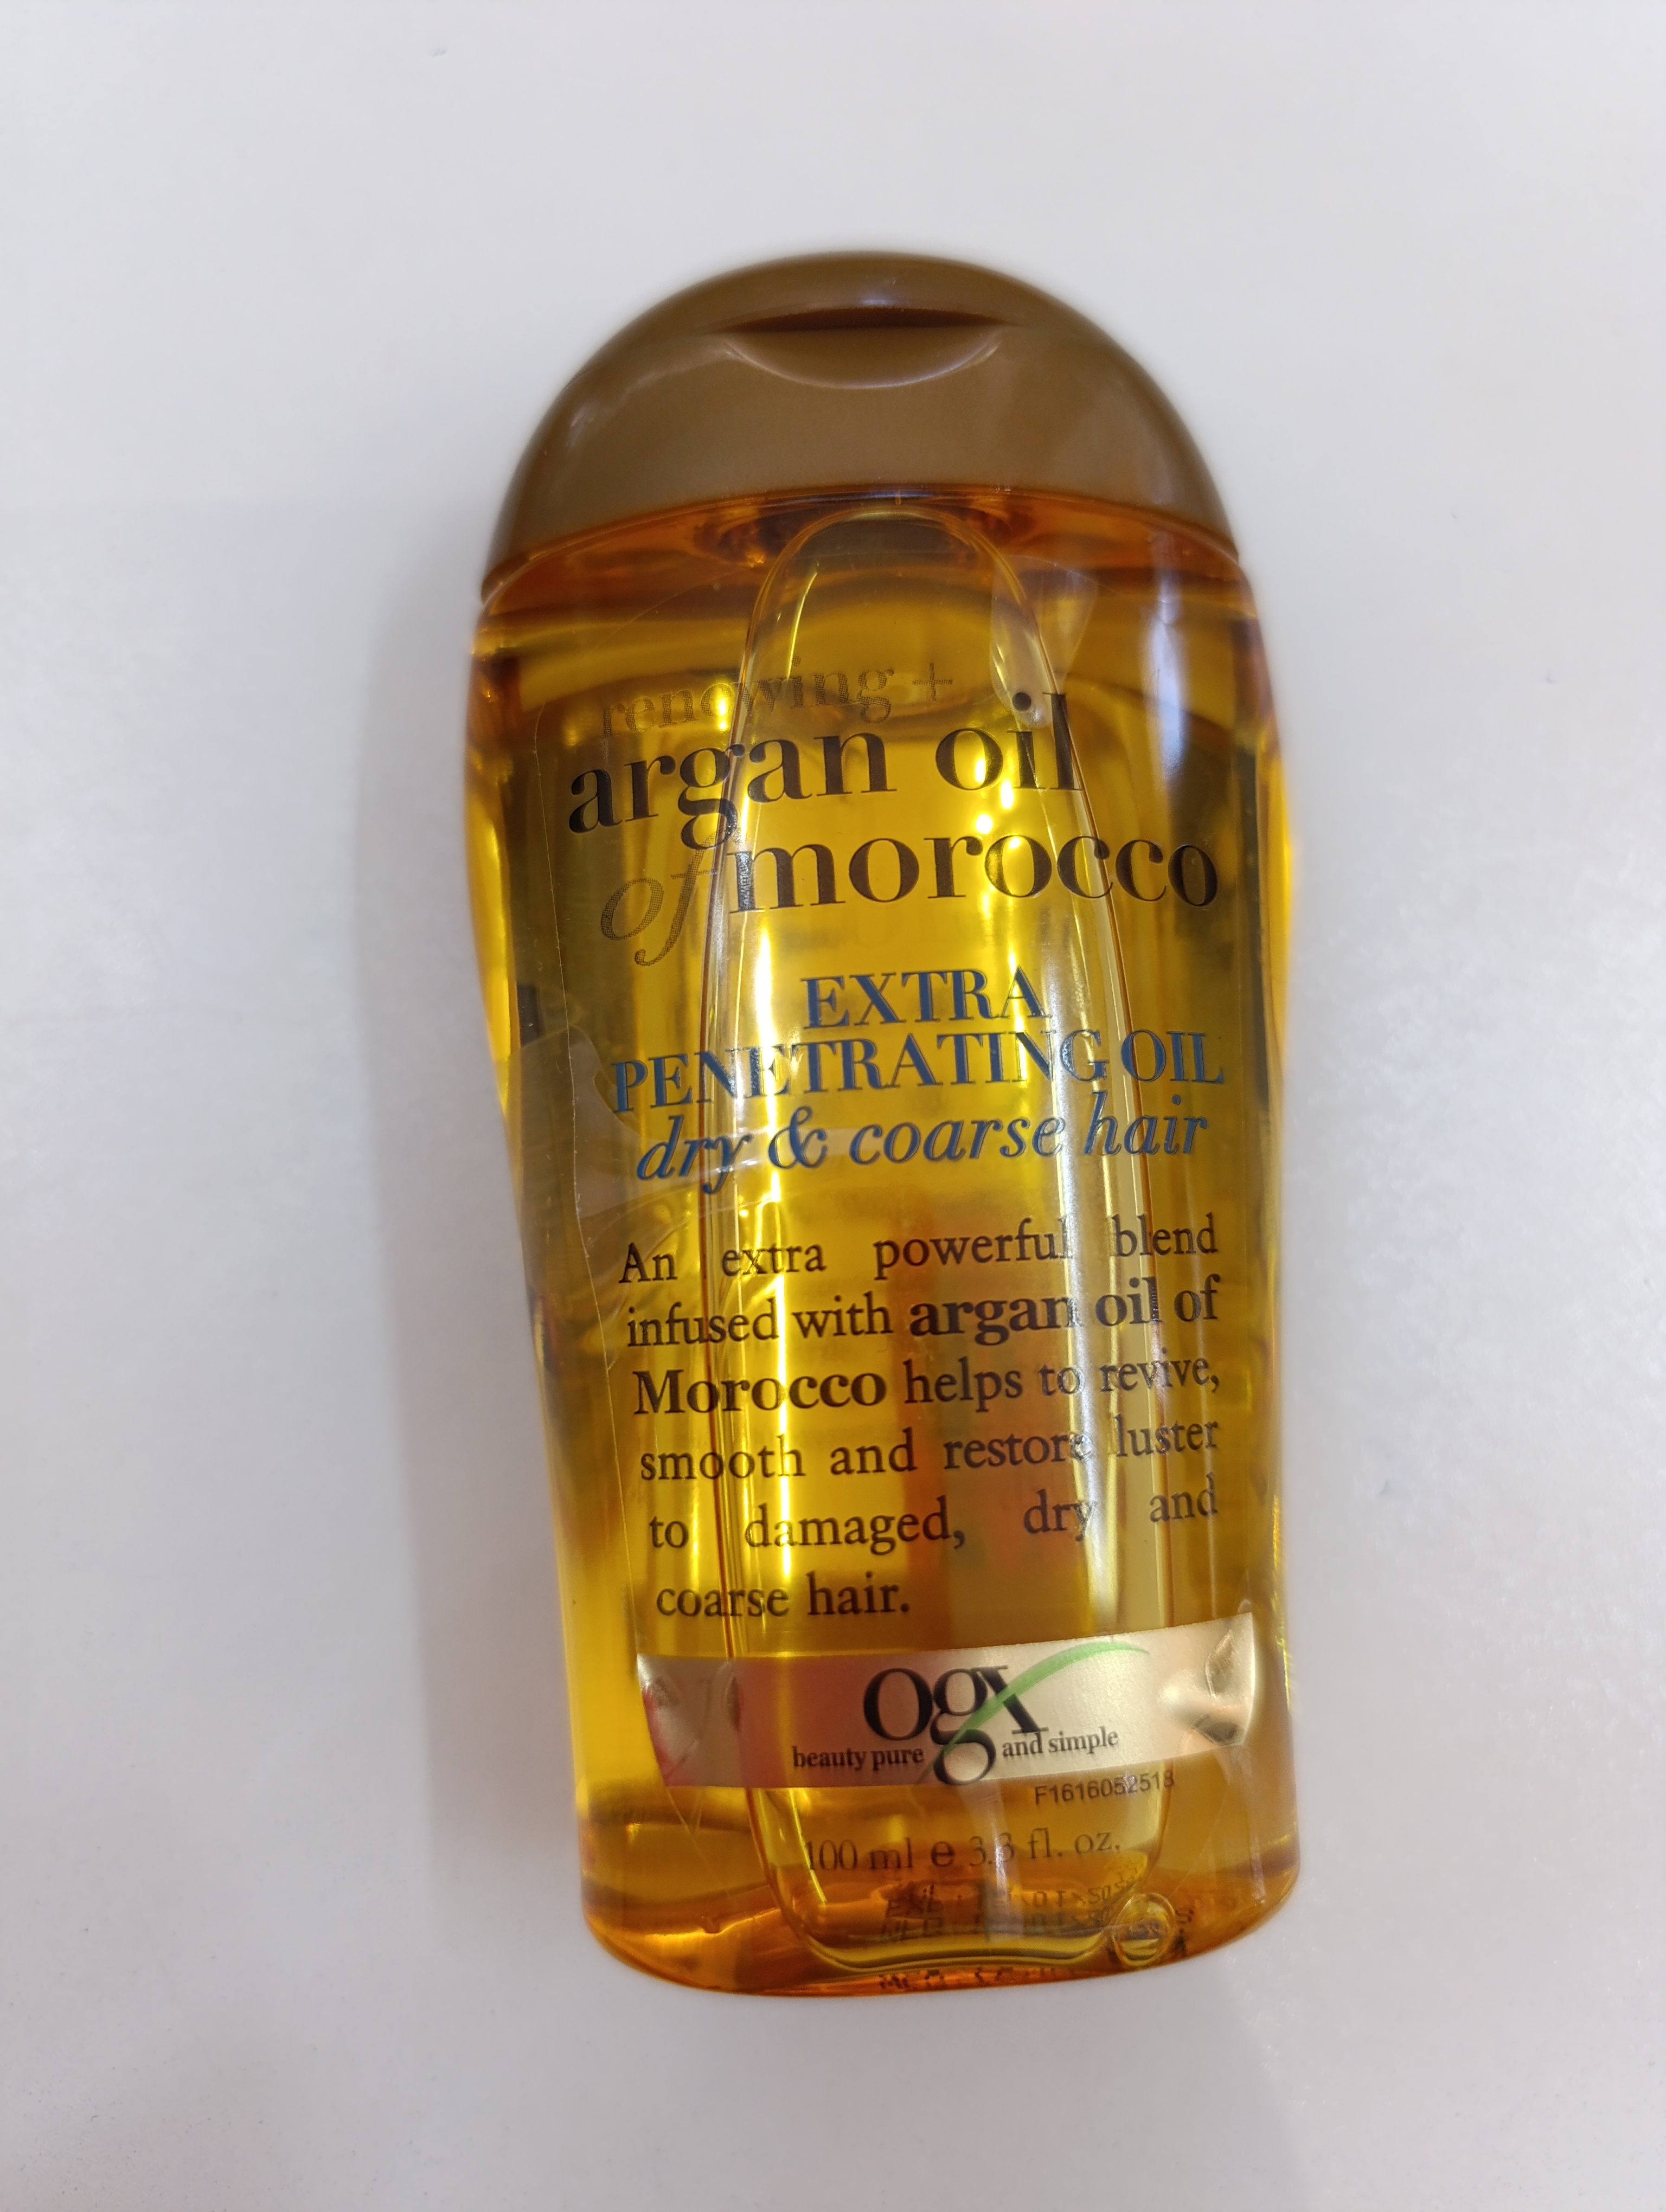 renewing +
argan oil
of morocco
EXTRA
PENETRATING OIL
dry & coarse hair
An extra powerful blend
infused with argan oil of
Morocco helps to revive,
smooth and restore luster
to damaged, dry and
coarse hair.
ogx
beauty pure and simple
F1616052518
100 ml e 3.3 fl. oz.